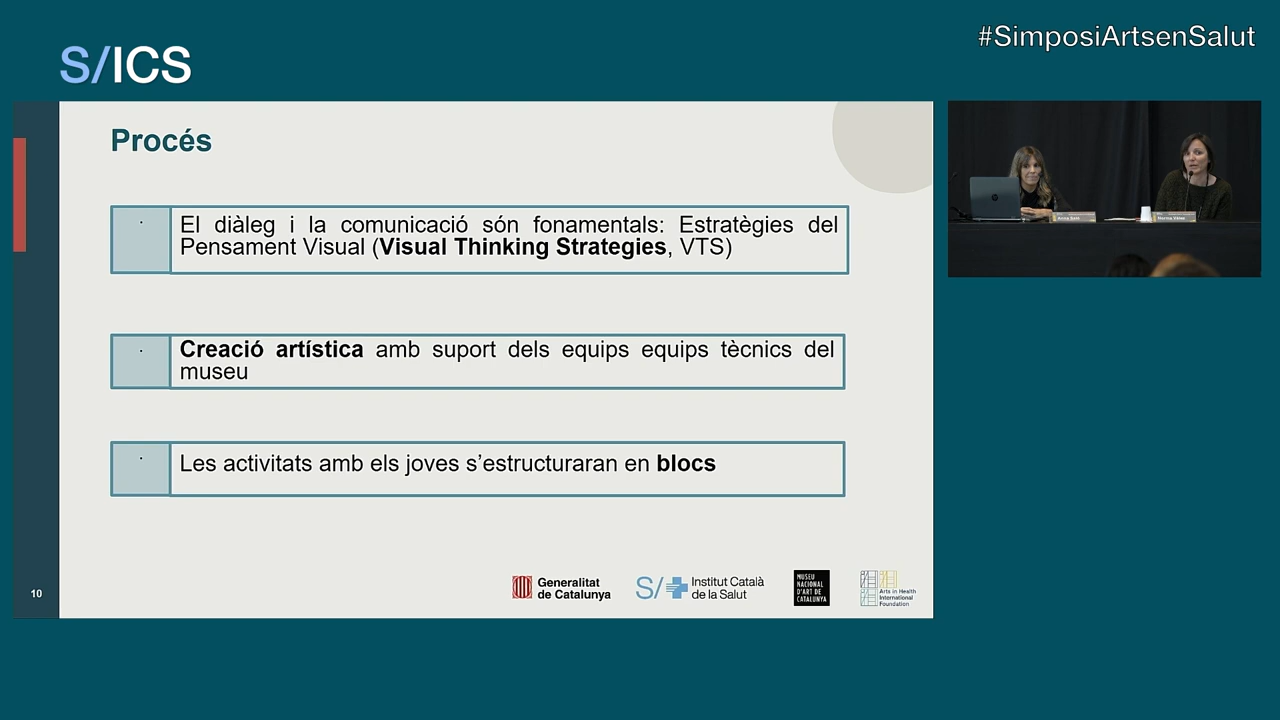 #SimposiArtsenSalut
S/ICS
Procés
El diàleg i la comunicació són fonamentals: Estratègies del
Pensament Visual (Visual Thinking Strategies, VTS)
Creació artística amb suport dels equips equips tècnics del
museu
Les activitats amb els joves s’estructuraran en blocs
10
Generalitat
de Catalunya
S/
Institut Català
de la Salut
MUSEU
NACIONAL
D'ART DE
CATALUNYA
Arts in Health
International
Foundation